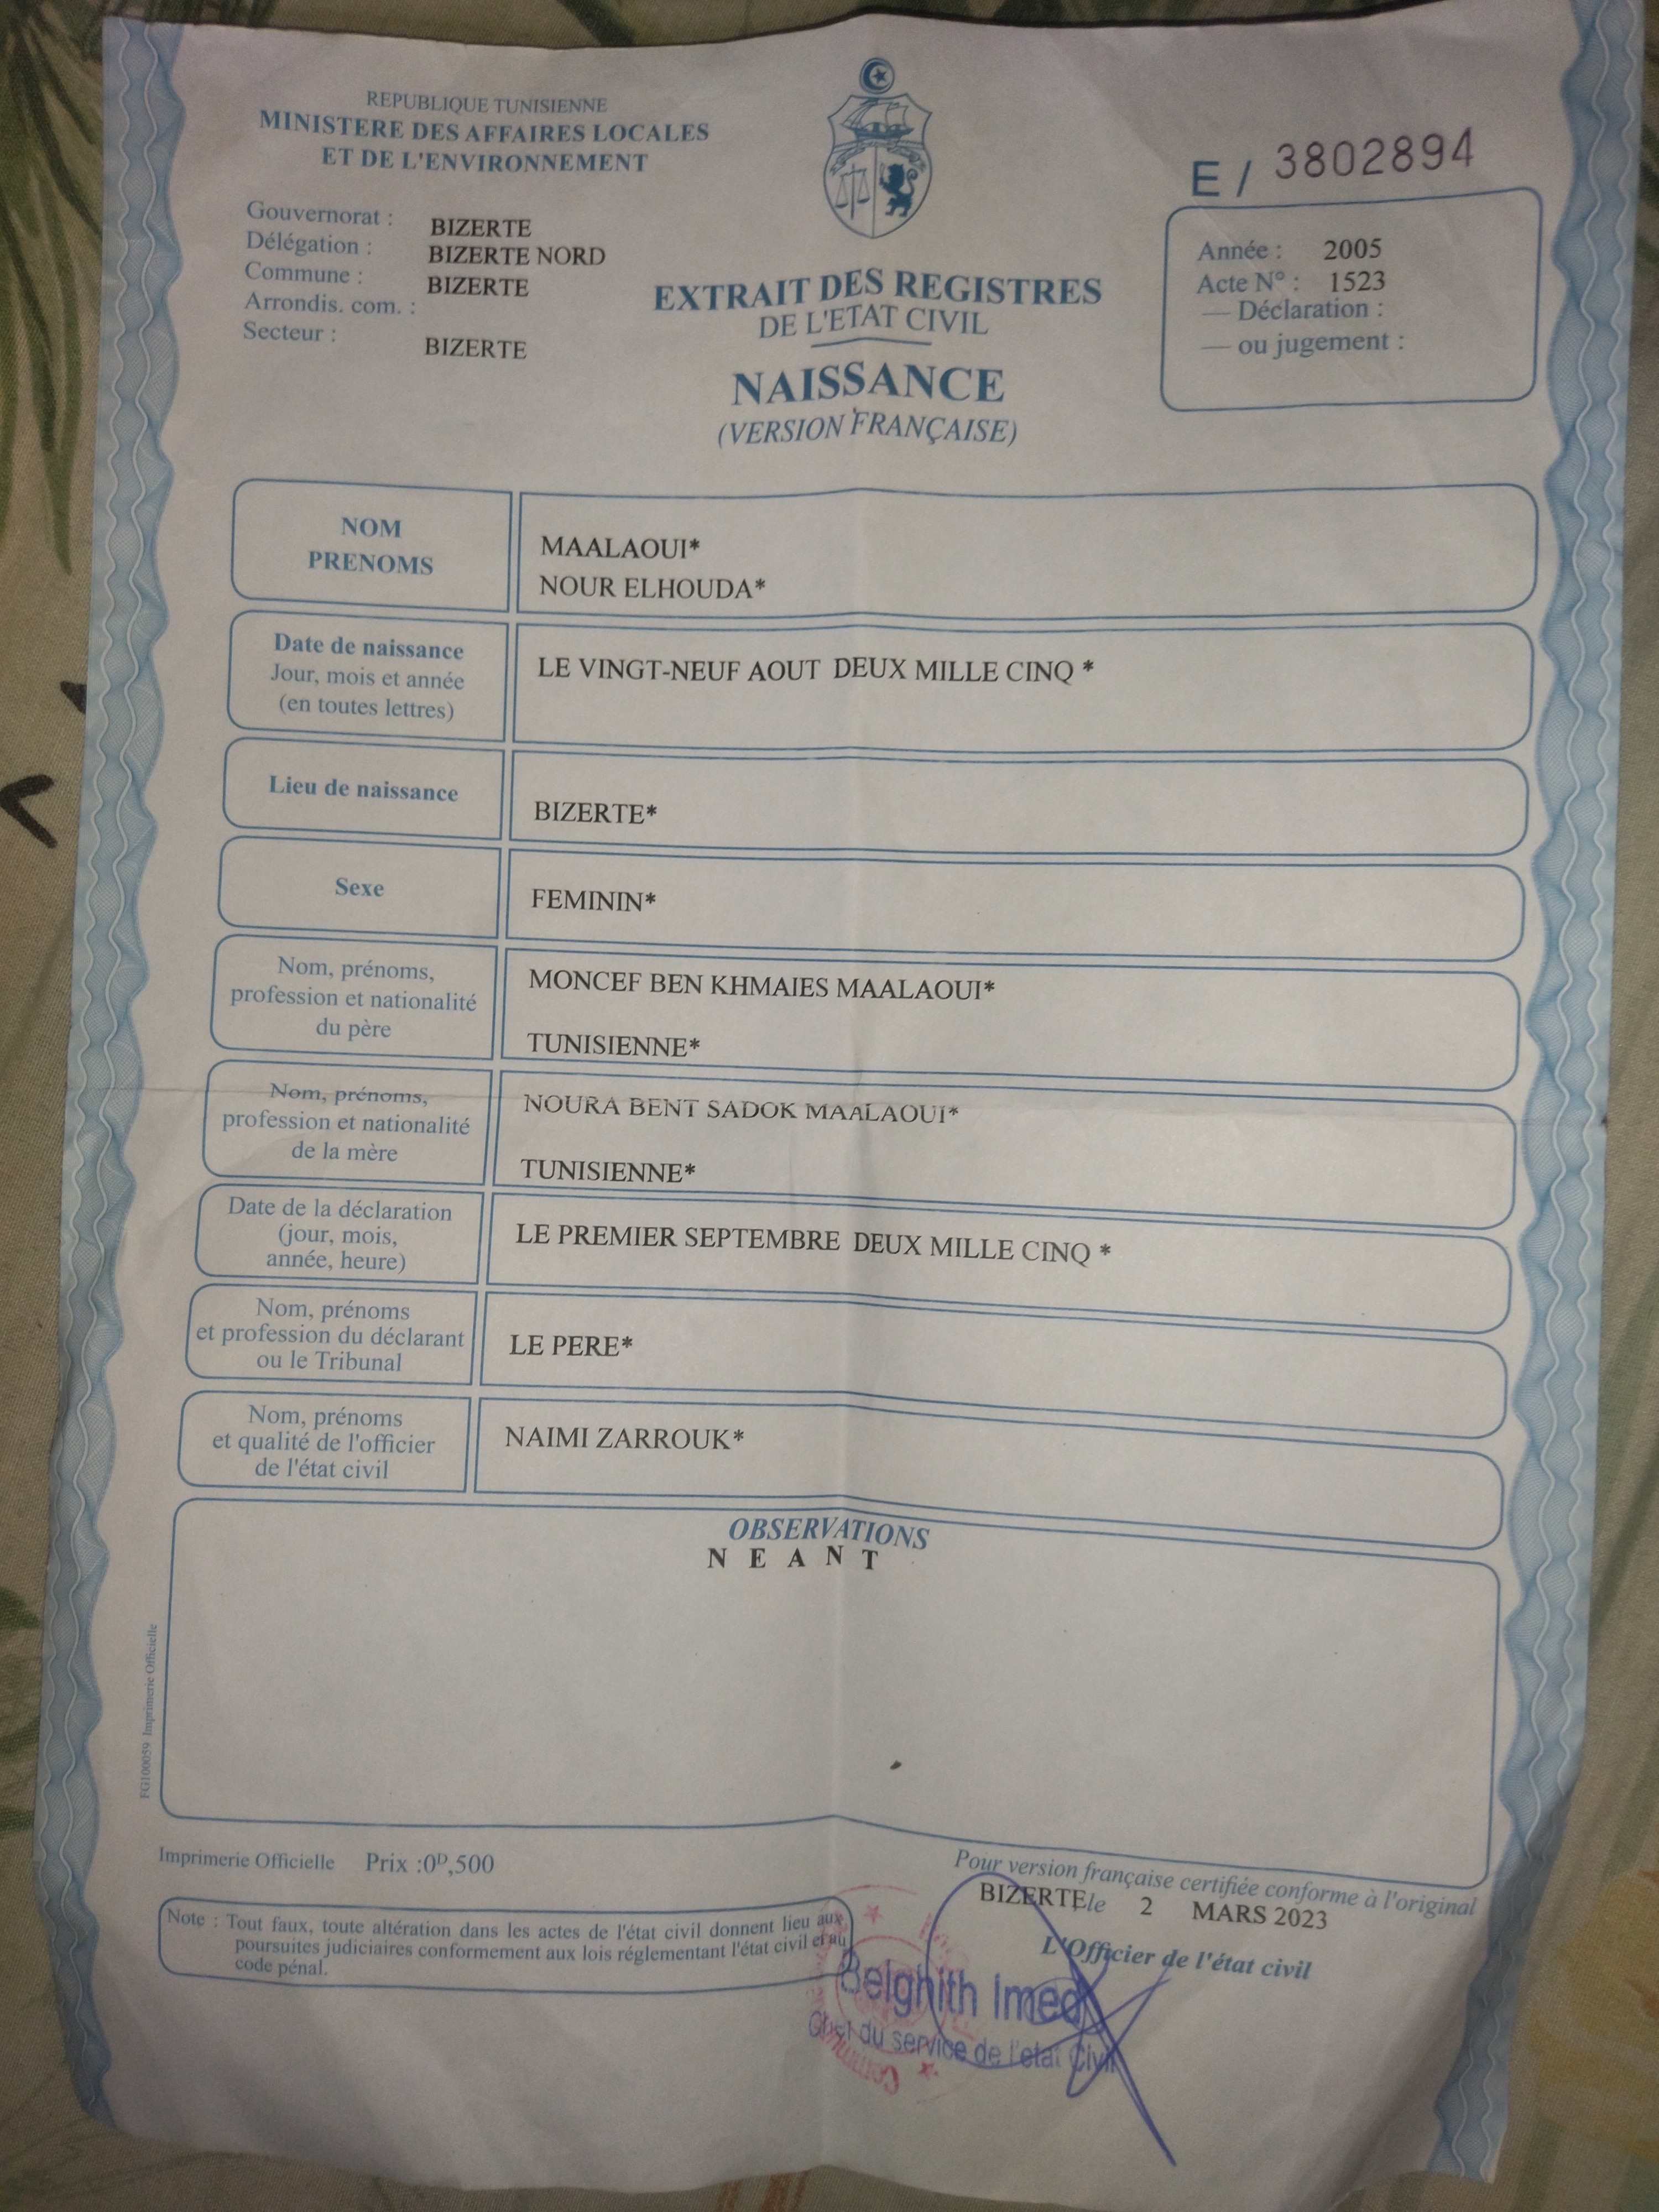 REPUBLIQUE TUNISIENNE
MINISTERE DES AFFAIRES LOCALES
ET DE L'ENVIRONNEMENT
Gouvernorat : BIZERTE
Délégation : BIZERTE NORD
Commune : BIZERTE
Arrondis. com. :
Secteur : BIZERTE
E / 3802894
Année : 2005
Acte N° : 1523
— Déclaration :
— ou jugement :
EXTRAIT DES REGISTRES
DE L'ETAT CIVIL
NAISSANCE
(VERSION FRANÇAISE)
NOM
PRENOMS
MAALAOUI*
NOUR ELHOUDA*
Date de naissance
Jour, mois et année
(en toutes lettres)
LE VINGT-NEUF AOUT DEUX MILLE CINQ *
Lieu de naissance
BIZERTE*
Sexe
FEMININ*
Nom, prénoms,
profession et nationalité
du père
MONCEF BEN KHMAIES MAALAOUI*
TUNISIENNE*
Nom, prénoms,
profession et nationalité
de la mère
NOURA BENT SADOK MAALAOUI*
TUNISIENNE*
Date de la déclaration
(jour, mois,
année, heure)
LE PREMIER SEPTEMBRE DEUX MILLE CINQ *
Nom, prénoms
et profession du déclarant
ou le Tribunal
LE PERE*
Nom, prénoms
et qualité de l'officier
de l'état civil
NAIMI ZARROUK*
OBSERVATIONS
N E A N T
FG100059 Imprimerie Officielle
Imprimerie Officielle Prix :0ᴰ,500
Note : Tout faux, toute altération dans les actes de l'état civil donnent lieu aux
poursuites judiciaires conformement aux lois réglementant l'état civil et au
code pénal.
Pour version française certifiée conforme à l'original
BIZERTE le 2 MARS 2023
L'Officier de l'état civil
Belghith Imed
Chef du service de l'etat Civil